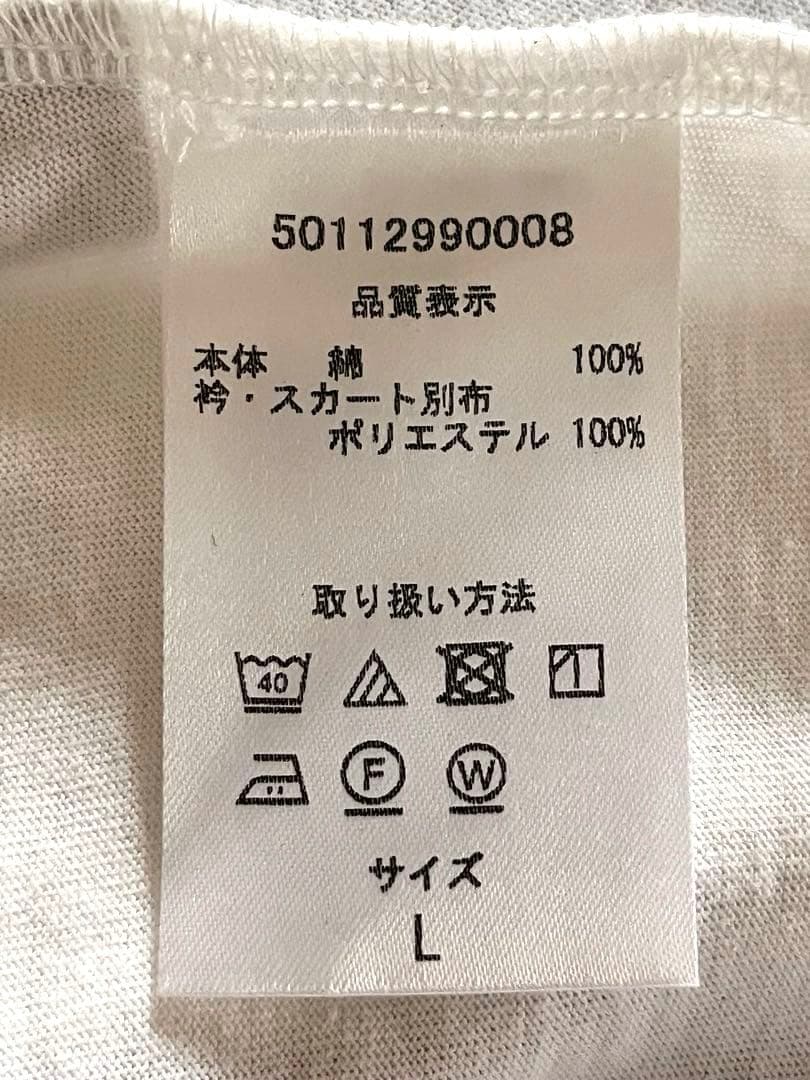 50112990008
品質表示
本体 綿 100%
衿・スカート別布
ポリエステル 100%
取り扱い方法
40
F W
サイズ
L